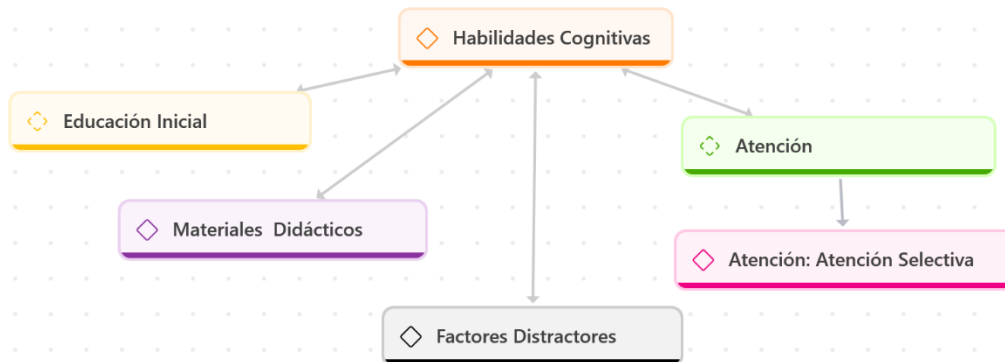 Habilidades Cognitivas
Educación Inicial
Atención
Materiales  Didácticos
Atención: Atención Selectiva
Factores Distractores